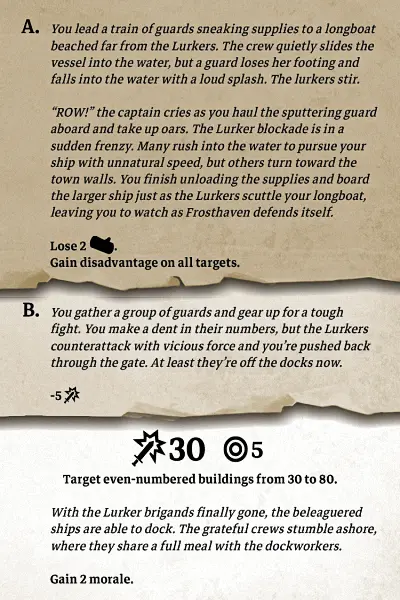 A. You lead a train of guards sneaking supplies to a longboat
beached far from the Lurkers. The crew quietly slides the
vessel into the water, but a guard loses her footing and
falls into the water with a loud splash. The lurkers stir.
“ROW!” the captain cries as you haul the sputtering guard
aboard and take up oars. The Lurker blockade is in a
sudden frenzy. Many rush into the water to pursue your
ship with unnatural speed, but others turn toward the
town walls. You finish unloading the supplies and board
the larger ship just as the Lurkers scuttle your longboat,
leaving you to watch as Frosthaven defends itself.
Lose 2 .
Gain disadvantage on all targets.
B. You gather a group of guards and gear up for a tough
fight. You make a dent in their numbers, but the Lurkers
counterattack with vicious force and you’re pushed back
through the gate. At least they’re off the docks now.
-5
30 5
Target even-numbered buildings from 30 to 80.
With the Lurker brigands finally gone, the beleaguered
ships are able to dock. The grateful crews stumble ashore,
where they share a full meal with the dockworkers.
Gain 2 morale.